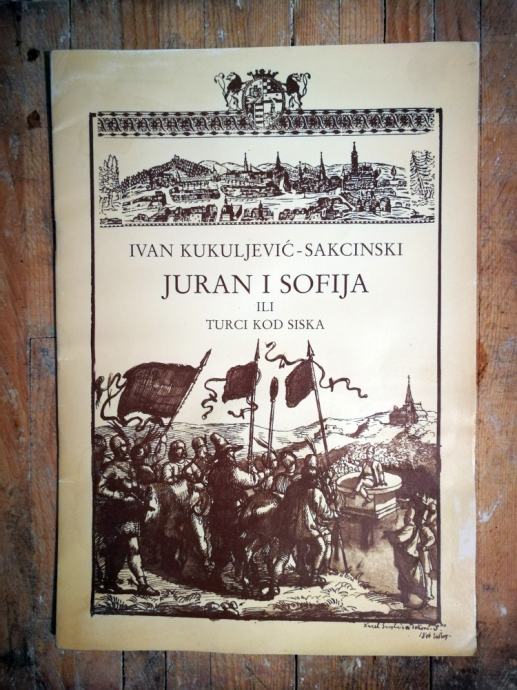 IVAN KUKULJEVIĆ-SAKCINSKI
JURAN I SOFIJA
ILI
TURCI KOD SISKA